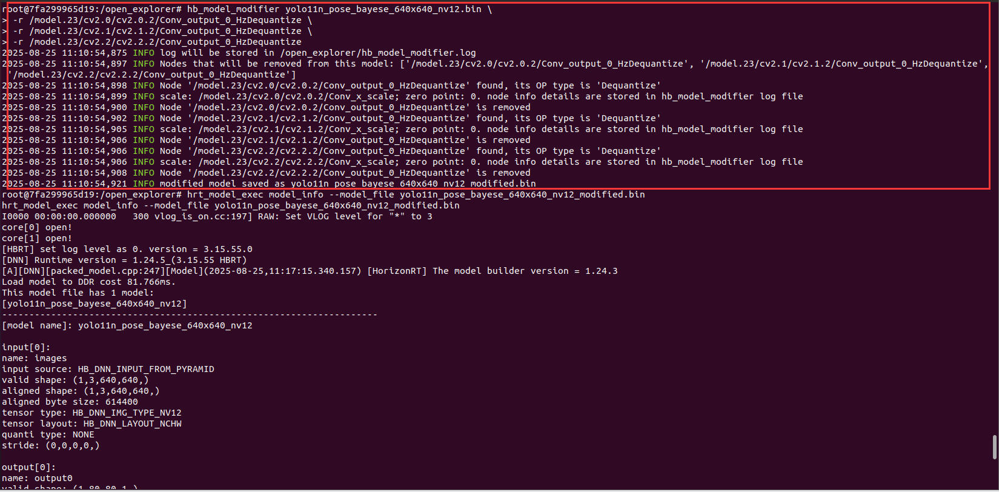 root@7fa299965d19:/open_explorer# hb_model_modifier yolo11n_pose_bayese_640x640_nv12.bin \
> -r /model.23/cv2.0/cv2.0.2/Conv_output_0_HzDequantize \
> -r /model.23/cv2.1/cv2.1.2/Conv_output_0_HzDequantize \
> -r /model.23/cv2.2/cv2.2.2/Conv_output_0_HzDequantize
2025-08-25 11:10:54,875 INFO log will be stored in /open_explorer/hb_model_modifier.log
2025-08-25 11:10:54,897 INFO Nodes that will be removed from this model: ['/model.23/cv2.0/cv2.0.2/Conv_output_0_HzDequantize', '/model.23/cv2.1/cv2.1.2/Conv_output_0_HzDequantize',
'/model.23/cv2.2/cv2.2.2/Conv_output_0_HzDequantize']
2025-08-25 11:10:54,898 INFO Node '/model.23/cv2.0/cv2.0.2/Conv_output_0_HzDequantize' found, its OP type is 'Dequantize'
2025-08-25 11:10:54,899 INFO scale: /model.23/cv2.0/cv2.0.2/Conv_x_scale; zero point: 0. node info details are stored in hb_model_modifier log file
2025-08-25 11:10:54,900 INFO Node '/model.23/cv2.0/cv2.0.2/Conv_output_0_HzDequantize' is removed
2025-08-25 11:10:54,902 INFO Node '/model.23/cv2.1/cv2.1.2/Conv_output_0_HzDequantize' found, its OP type is 'Dequantize'
2025-08-25 11:10:54,905 INFO scale: /model.23/cv2.1/cv2.1.2/Conv_x_scale; zero point: 0. node info details are stored in hb_model_modifier log file
2025-08-25 11:10:54,906 INFO Node '/model.23/cv2.1/cv2.1.2/Conv_output_0_HzDequantize' is removed
2025-08-25 11:10:54,906 INFO Node '/model.23/cv2.2/cv2.2.2/Conv_output_0_HzDequantize' found, its OP type is 'Dequantize'
2025-08-25 11:10:54,906 INFO scale: /model.23/cv2.2/cv2.2.2/Conv_x_scale; zero point: 0. node info details are stored in hb_model_modifier log file
2025-08-25 11:10:54,908 INFO Node '/model.23/cv2.2/cv2.2.2/Conv_output_0_HzDequantize' is removed
2025-08-25 11:10:54,921 INFO modified model saved as yolo11n_pose_bayese_640x640_nv12_modified.bin
root@7fa299965d19:/open_explorer# hrt_model_exec model_info --model_file yolo11n_pose_bayese_640x640_nv12_modified.bin
hrt_model_exec model_info --model_file yolo11n_pose_bayese_640x640_nv12_modified.bin
I0000 00:00:00.000000   300 vlog_is_on.cc:197] RAW: Set VLOG level for "*" to 3
core[0] open!
core[1] open!
[HBRT] set log level as 0. version = 3.15.55.0
[DNN] Runtime version = 1.24.5_(3.15.55 HBRT)
[A][DNN][packed_model.cpp:247][Model](2025-08-25,11:17:15.340.157) [HorizonRT] The model builder version = 1.24.3
Load model to DDR cost 81.766ms.
This model file has 1 model:
[yolo11n_pose_bayese_640x640_nv12]
---------------------------------------------------------------------
[model name]: yolo11n_pose_bayese_640x640_nv12
input[0]:
name: images
input source: HB_DNN_INPUT_FROM_PYRAMID
valid shape: (1,3,640,640,)
aligned shape: (1,3,640,640,)
aligned byte size: 614400
tensor type: HB_DNN_IMG_TYPE_NV12
tensor layout: HB_DNN_LAYOUT_NCHW
quanti type: NONE
stride: (0,0,0,0,)
output[0]:
name: output0
valid shape: (1,80,80,1,)